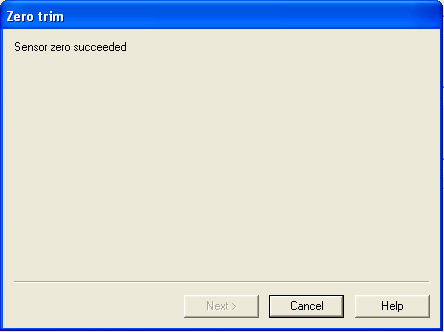 Zero trim
Sensor zero succeeded
Next >
Cancel
Help